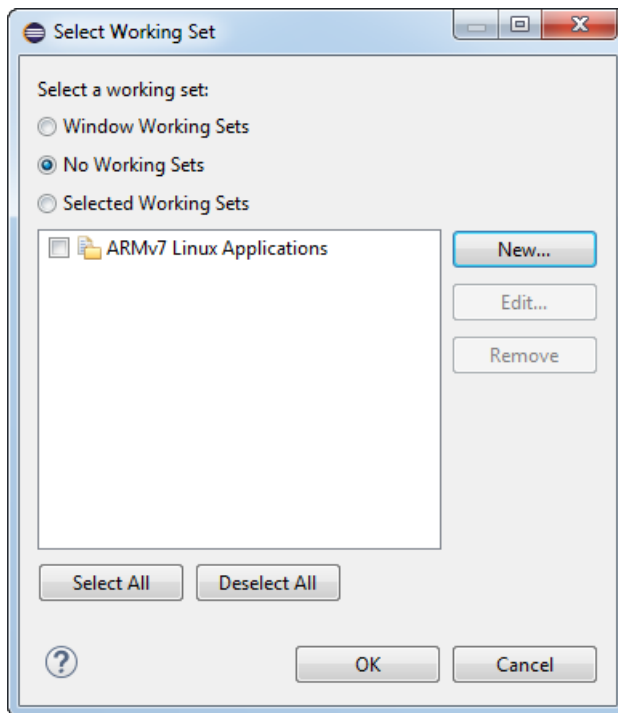 Select Working Set
Select a working set:
Window Working Sets
No Working Sets
Selected Working Sets
ARMv7 Linux Applications
New...
Edit...
Remove
Select All Deselect All
? OK Cancel